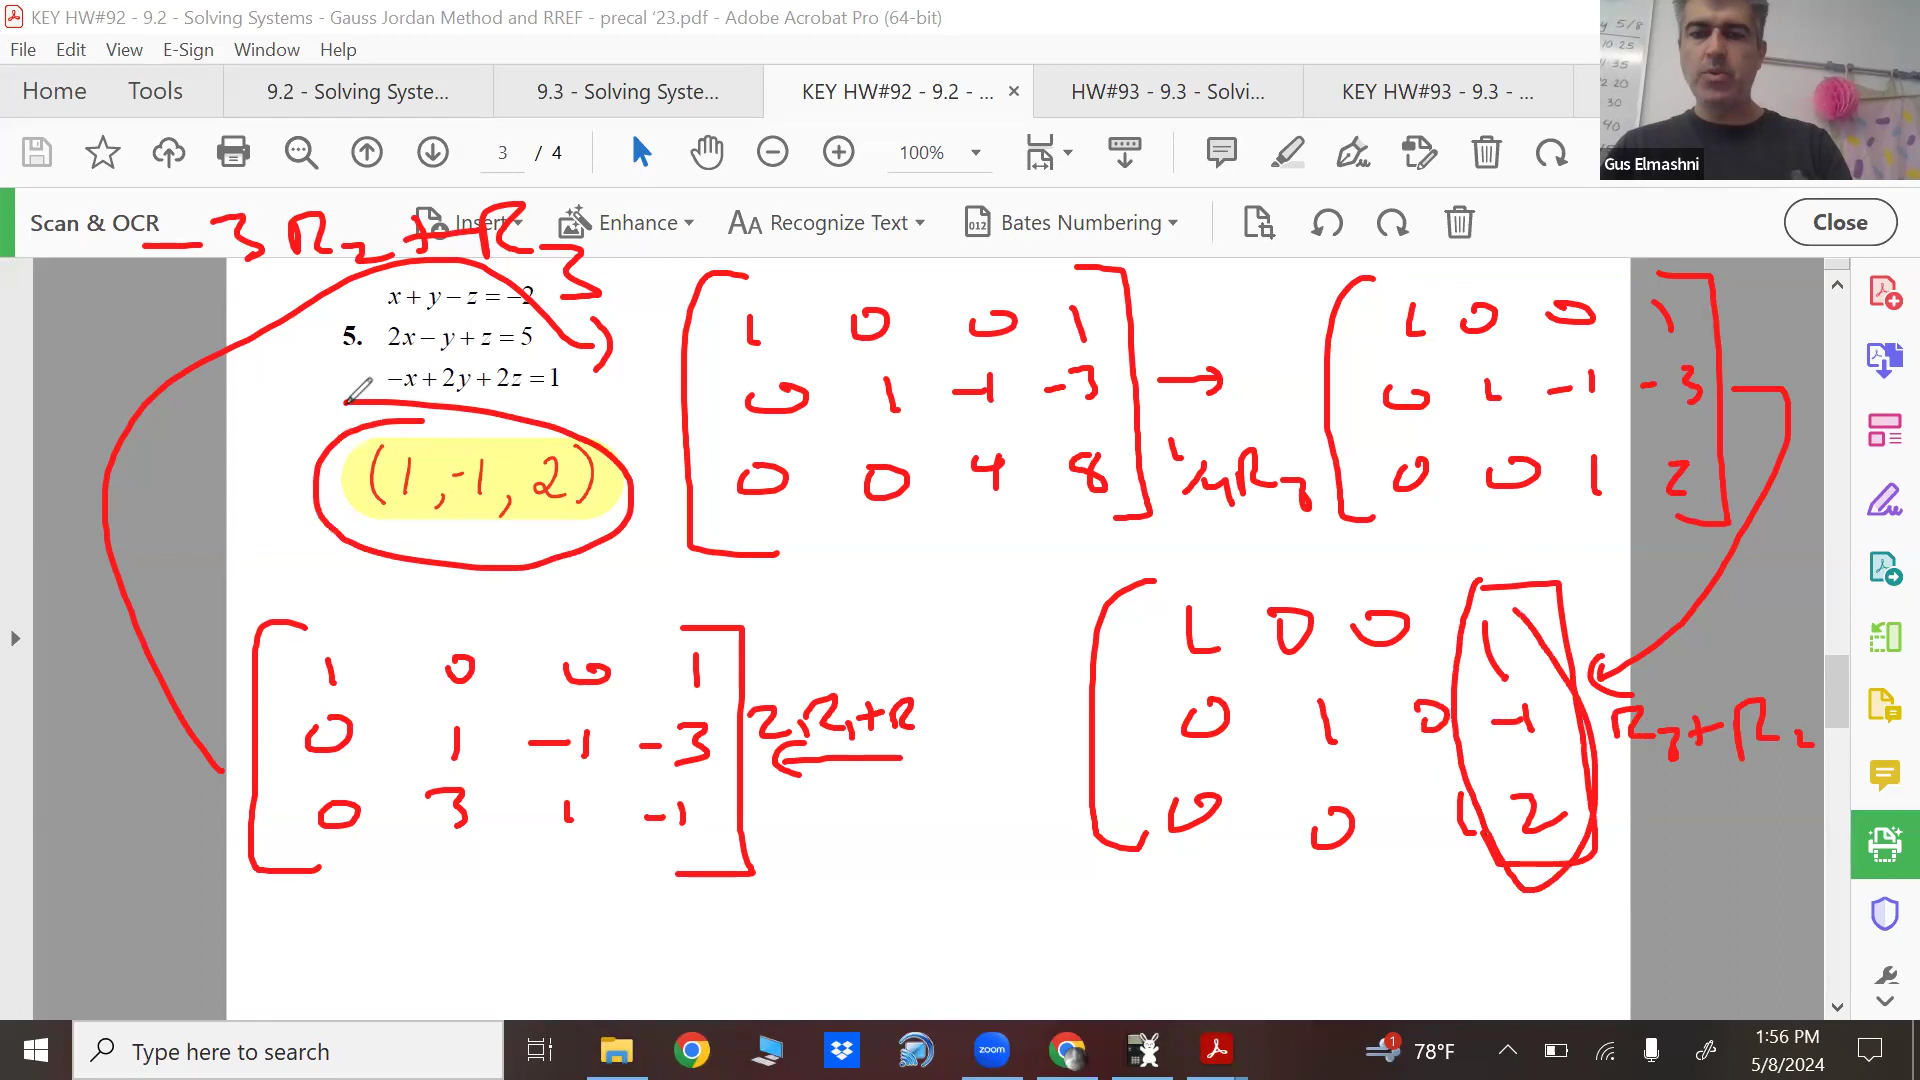 KEY HW#92 - 9.2 - Solving Systems - Gauss Jordan Method and RREF - precal ‘23.pdf - Adobe Acrobat Pro (64-bit)
File Edit View E-Sign Window Help
Home Tools 9.2 - Solving Syste... 9.3 - Solving Syste... KEY HW#92 - 9.2 - ... × HW#93 - 9.3 - Solvi... KEY HW#93 - 9.3 - ...
3 / 4 100%
Gus Elmashni
Scan & OCR Insert Enhance Recognize Text Bates Numbering Close
-3R2+R3
x + y − z = −2
5. 2x − y + z = 5
−x + 2y + 2z = 1
(1, -1, 2)
1 0 0 1
0 1 -1 -3
0 0 4 8
1/4R3
1 0 0 1
0 1 -1 -3
0 0 1 2
1 0 0 1
0 1 -1 -3
0 3 1 -1
1 0 0 1
0 1 0 -1
0 0 1 2
R3+R2
Type here to search
zoom
1
78°F
1:56 PM
5/8/2024